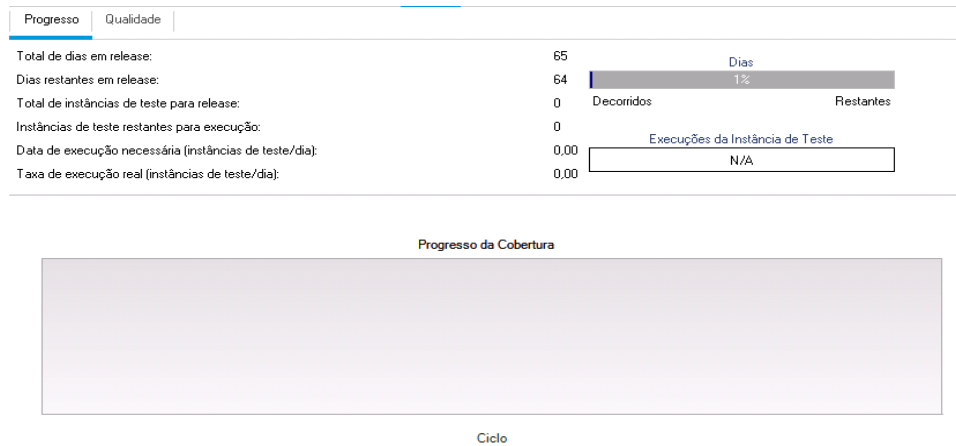 Progresso Qualidade
Total de dias em release: 65
Dias restantes em release: 64
Total de instâncias de teste para release: 0
Instâncias de teste restantes para execução: 0
Data de execução necessária (instâncias de teste/dia): 0,00
Taxa de execução real (instâncias de teste/dia): 0,00
Dias
1%
Decorridos Restantes
Execuções da Instância de Teste
N/A
Progresso da Cobertura
Ciclo